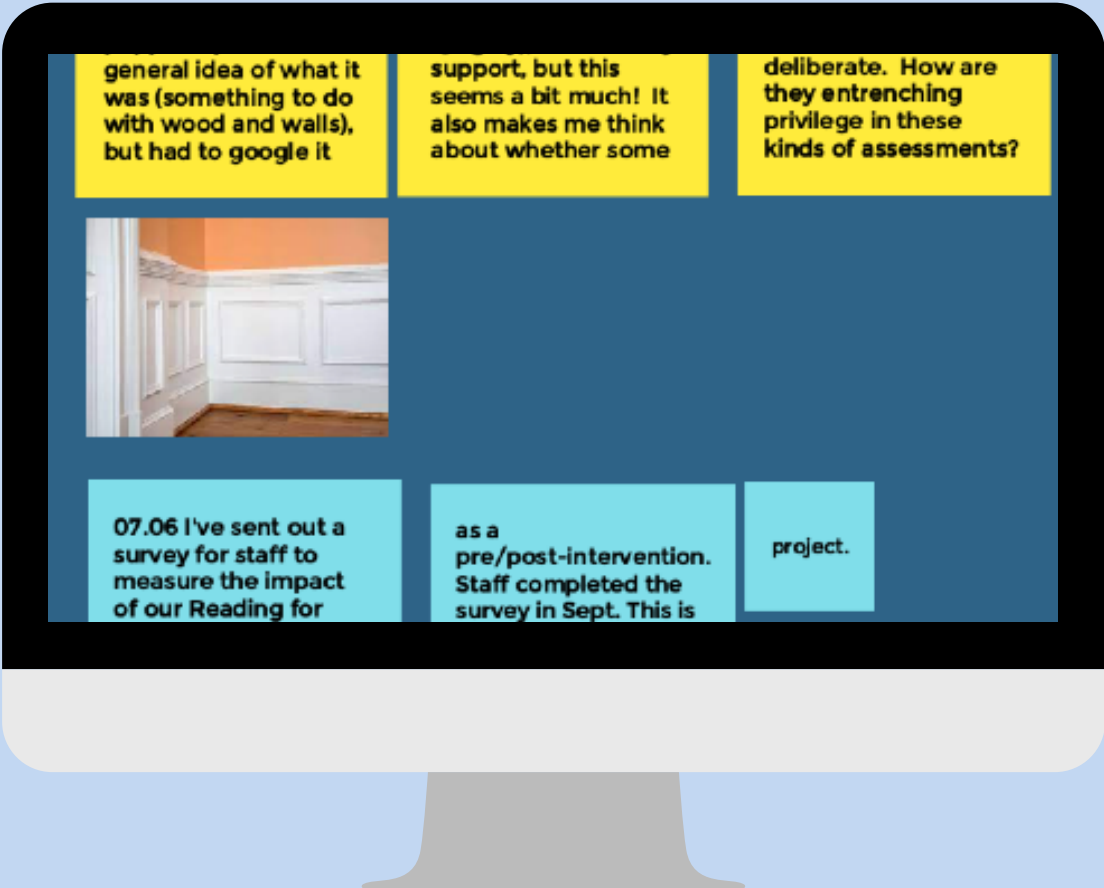 general idea of what it
was (something to do
with wood and walls),
but had to google it
support, but this
seems a bit much! It
also makes me think
about whether some
deliberate. How are
they entrenching
privilege in these
kinds of assessments?
07.06 I've sent out a
survey for staff to
measure the impact
of our Reading for
as a
pre/post-intervention.
Staff completed the
survey in Sept. This is
project.